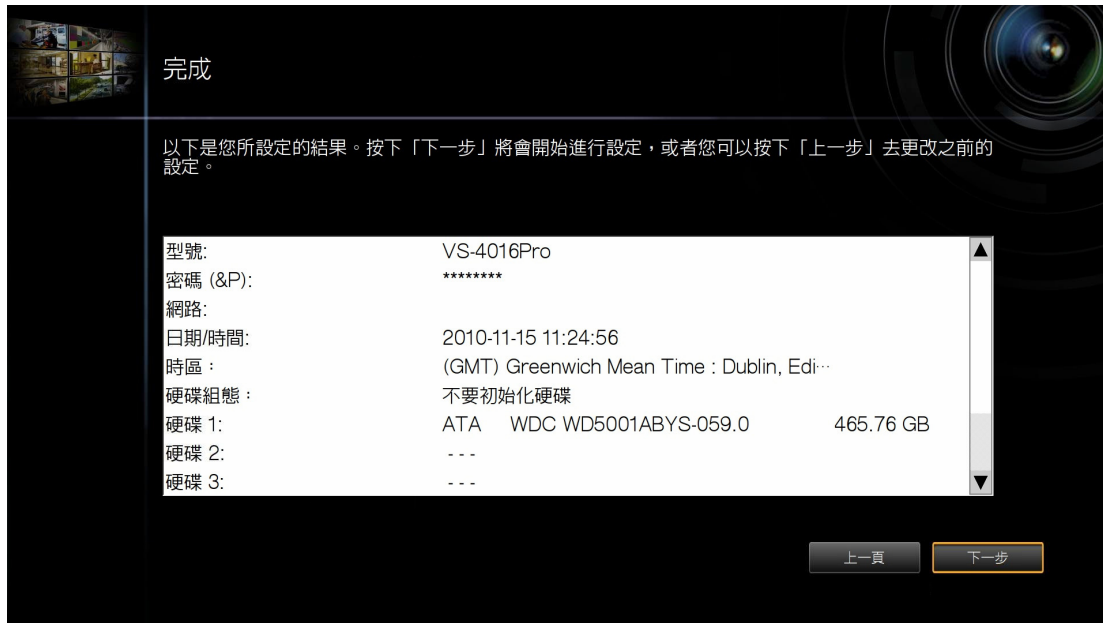 完成
以下是您所設定的結果。按下「下一步」將會開始進行設定，或者您可以按下「上一步」去更改之前的
設定。
型號: VS-4016Pro
密碼 (&P): ********
網路:
日期/時間: 2010-11-15 11:24:56
時區： (GMT) Greenwich Mean Time : Dublin, Edi…
硬碟組態： 不要初始化硬碟
硬碟 1: ATA WDC WD5001ABYS-059.0 465.76 GB
硬碟 2: - - -
硬碟 3: - - -
上一頁 下一步